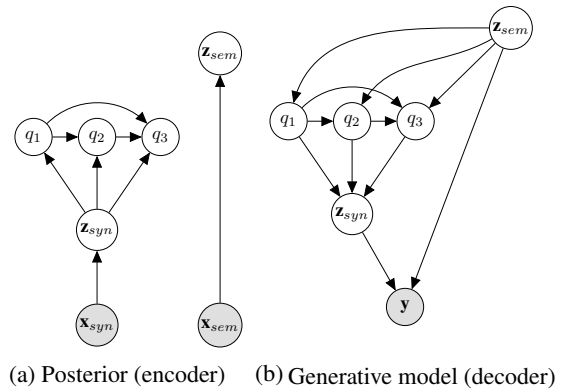 z_sem
z_sem
q_1 q_2 q_3
q_1 q_2 q_3
z_syn
z_syn
x_syn
x_sem
y
(a) Posterior (encoder)
(b) Generative model (decoder)